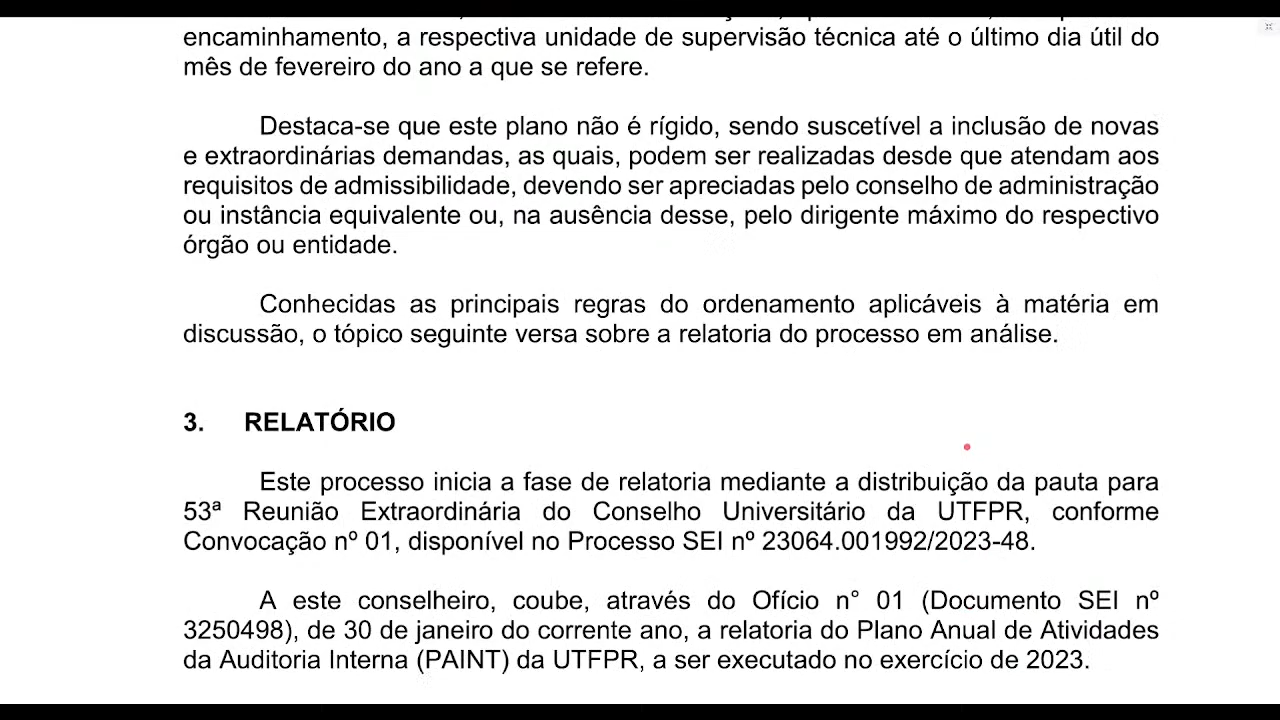 encaminhamento, a respectiva unidade de supervisão técnica até o último dia útil do
mês de fevereiro do ano a que se refere.
Destaca-se que este plano não é rígido, sendo suscetível a inclusão de novas
e extraordinárias demandas, as quais, podem ser realizadas desde que atendam aos
requisitos de admissibilidade, devendo ser apreciadas pelo conselho de administração
ou instância equivalente ou, na ausência desse, pelo dirigente máximo do respectivo
órgão ou entidade.
Conhecidas as principais regras do ordenamento aplicáveis à matéria em
discussão, o tópico seguinte versa sobre a relatoria do processo em análise.
3. RELATÓRIO
Este processo inicia a fase de relatoria mediante a distribuição da pauta para
53ª Reunião Extraordinária do Conselho Universitário da UTFPR, conforme
Convocação nº 01, disponível no Processo SEI nº 23064.001992/2023-48.
A este conselheiro, coube, através do Ofício n° 01 (Documento SEI nº
3250498), de 30 de janeiro do corrente ano, a relatoria do Plano Anual de Atividades
da Auditoria Interna (PAINT) da UTFPR, a ser executado no exercício de 2023.